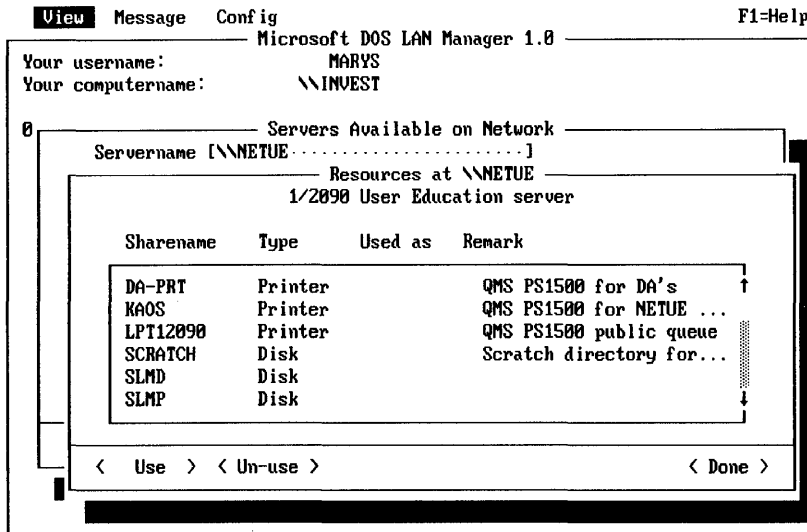 View Message Config F1=Help
Microsoft DOS LAN Manager 1.0
Your username: MARYS
Your computername: \\INVEST
0
Servers Available on Network
Servername [\\NETUE·······················]
Resources at \\NETUE
1/2090 User Education server
Sharename Type Used as Remark
DA-PRT Printer QMS PS1500 for DA's
KAOS Printer QMS PS1500 for NETUE ...
LPT12090 Printer QMS PS1500 public queue
SCRATCH Disk Scratch directory for...
SLMD Disk
SLMP Disk
< Use > < Un-use > < Done >